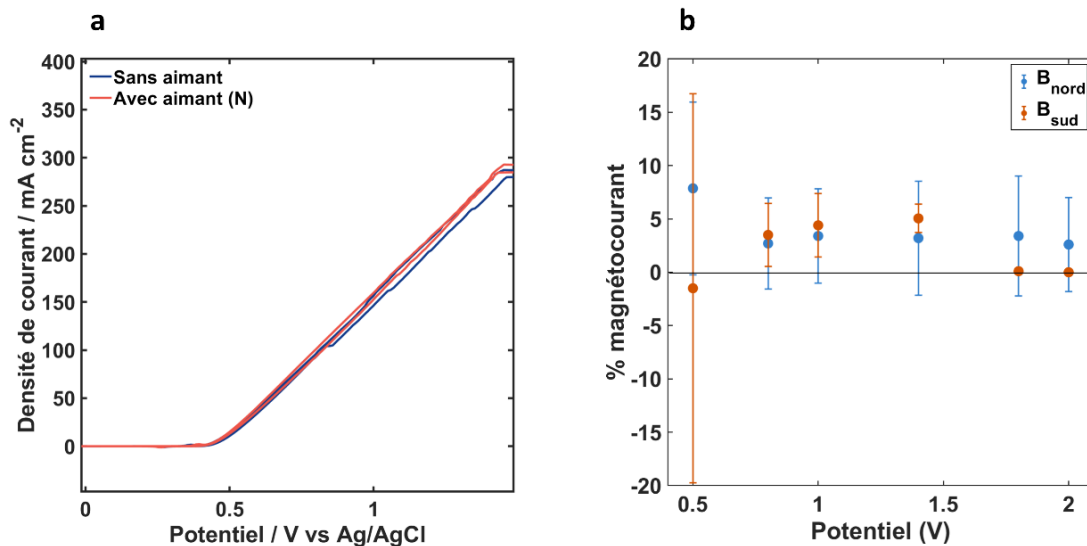 a
400
350
300
250
200
150
100
50
0
Densité de courant / mA cm⁻²
Sans aimant
Avec aimant (N)
0
0.5
1
Potentiel / V vs Ag/AgCl
b
20
15
10
5
0
-5
-10
-15
-20
% magnétocourant
B_nord
B_sud
0.5
1
1.5
2
Potentiel (V)